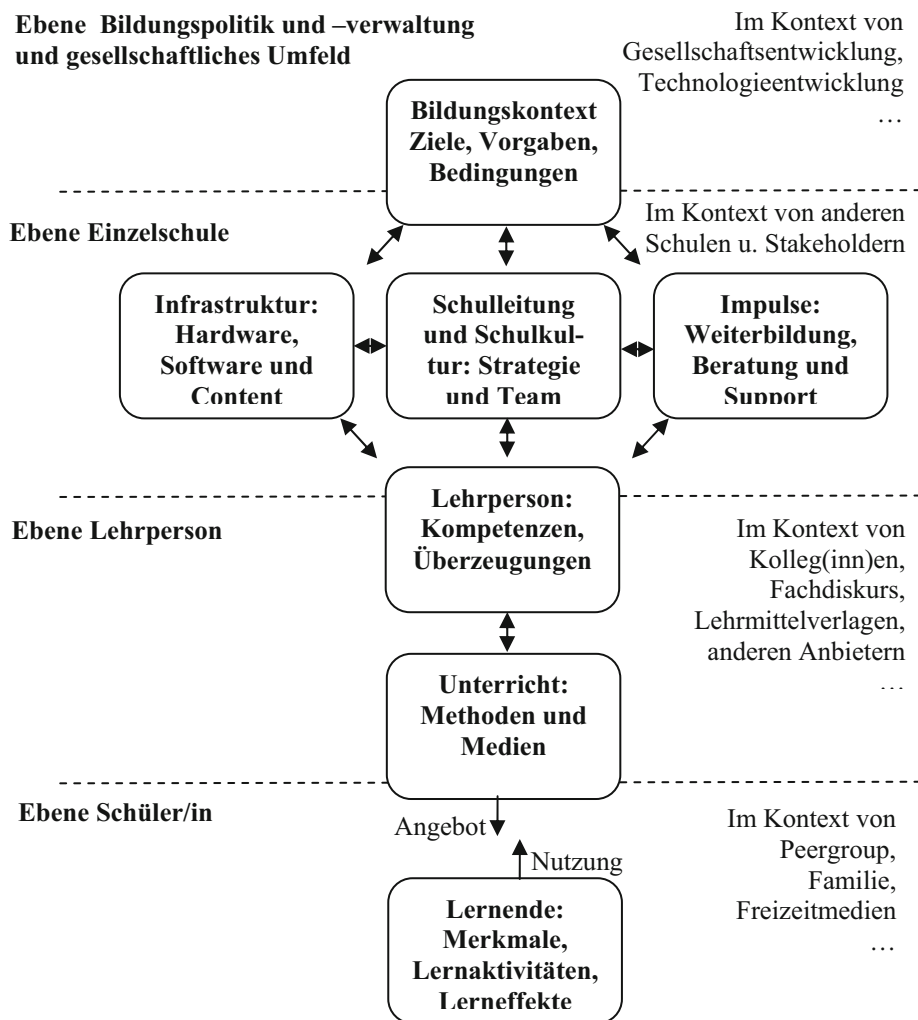 Ebene  Bildungspolitik und –verwaltung
und gesellschaftliches Umfeld
Im Kontext von
Gesellschaftsentwicklung,
Technologieentwicklung
…
Bildungskontext
Ziele, Vorgaben,
Bedingungen
Ebene Einzelschule
Im Kontext von anderen
Schulen u. Stakeholdern
Infrastruktur:
Hardware,
Software und
Content
Schulleitung
und Schulkul-
tur: Strategie
und Team
Impulse:
Weiterbildung,
Beratung und
Support
Ebene Lehrperson
Lehrperson:
Kompetenzen,
Überzeugungen
Im Kontext von
Kolleg(inn)en,
Fachdiskurs,
Lehrmittelverlagen,
anderen Anbietern
…
Unterricht:
Methoden und
Medien
Ebene Schüler/in
Angebot
Nutzung
Im Kontext von
Peergroup,
Familie,
Freizeitmedien
…
Lernende:
Merkmale,
Lernaktivitäten,
Lerneffekte